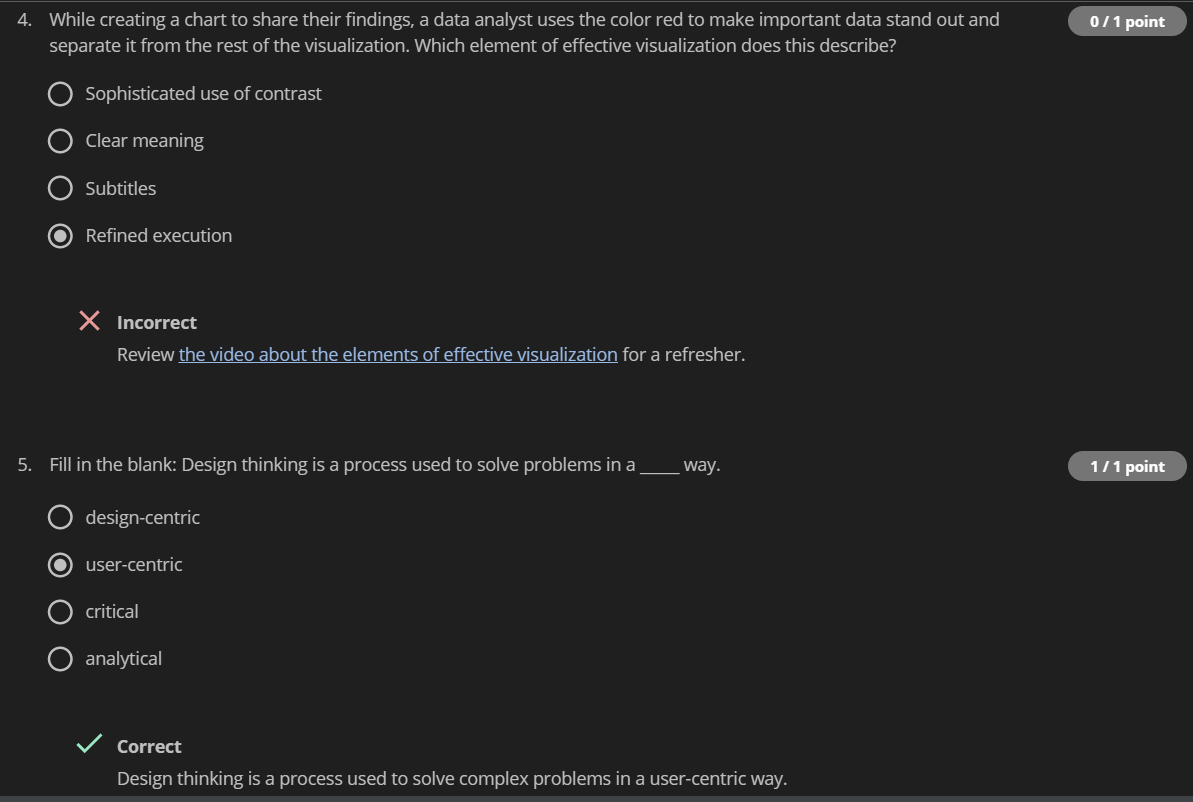 4. While creating a chart to share their findings, a data analyst uses the color red to make important data stand out and
0 / 1 point
separate it from the rest of the visualization. Which element of effective visualization does this describe?
Sophisticated use of contrast
Clear meaning
Subtitles
Refined execution
Incorrect
Review the video about the elements of effective visualization for a refresher.
5. Fill in the blank: Design thinking is a process used to solve problems in a _____ way.
1 / 1 point
design-centric
user-centric
critical
analytical
Correct
Design thinking is a process used to solve complex problems in a user-centric way.